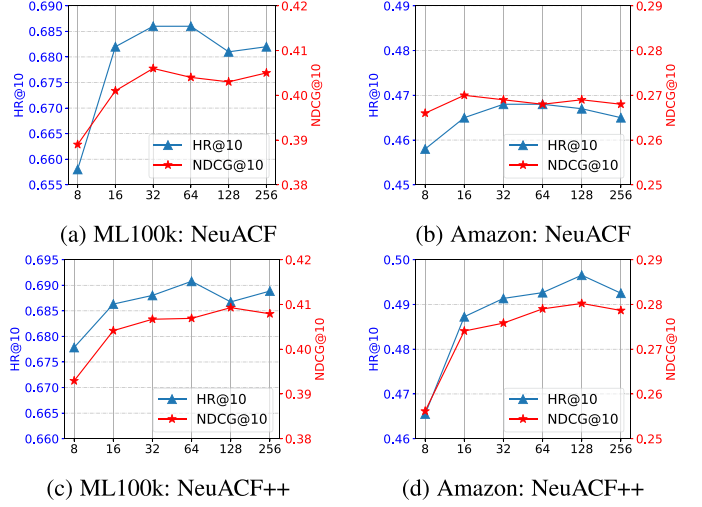 0.690
0.685
0.680
0.675
0.670
0.665
0.660
0.655
HR@10
0.42
0.41
0.40
0.39
0.38
NDCG@10
HR@10
NDCG@10
8 16 32 64 128 256
(a) ML100k: NeuACF
0.49
0.48
0.47
0.46
0.45
HR@10
0.29
0.28
0.27
0.26
0.25
NDCG@10
HR@10
NDCG@10
8 16 32 64 128 256
(b) Amazon: NeuACF
0.695
0.690
0.685
0.680
0.675
0.670
0.665
0.660
HR@10
0.42
0.41
0.40
0.39
0.38
NDCG@10
HR@10
NDCG@10
8 16 32 64 128 256
(c) ML100k: NeuACF++
0.50
0.49
0.48
0.47
0.46
HR@10
0.29
0.28
0.27
0.26
0.25
NDCG@10
HR@10
NDCG@10
8 16 32 64 128 256
(d) Amazon: NeuACF++